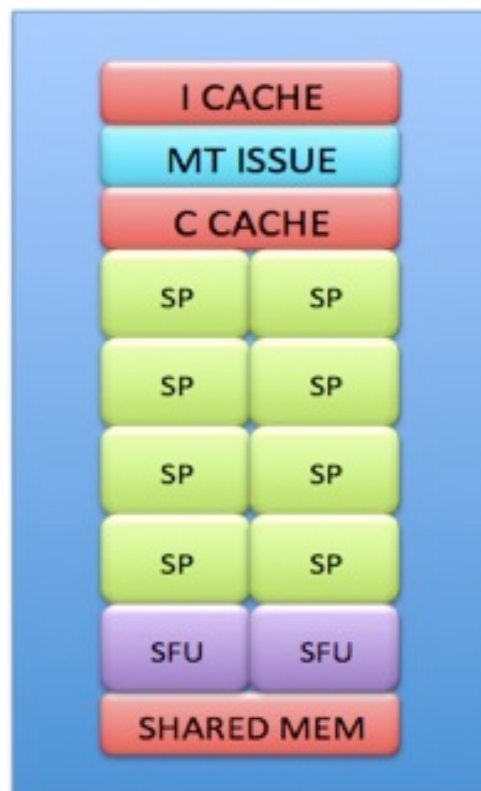 I CACHE
MT ISSUE
C CACHE
SP SP
SP SP
SP SP
SP SP
SFU SFU
SHARED MEM